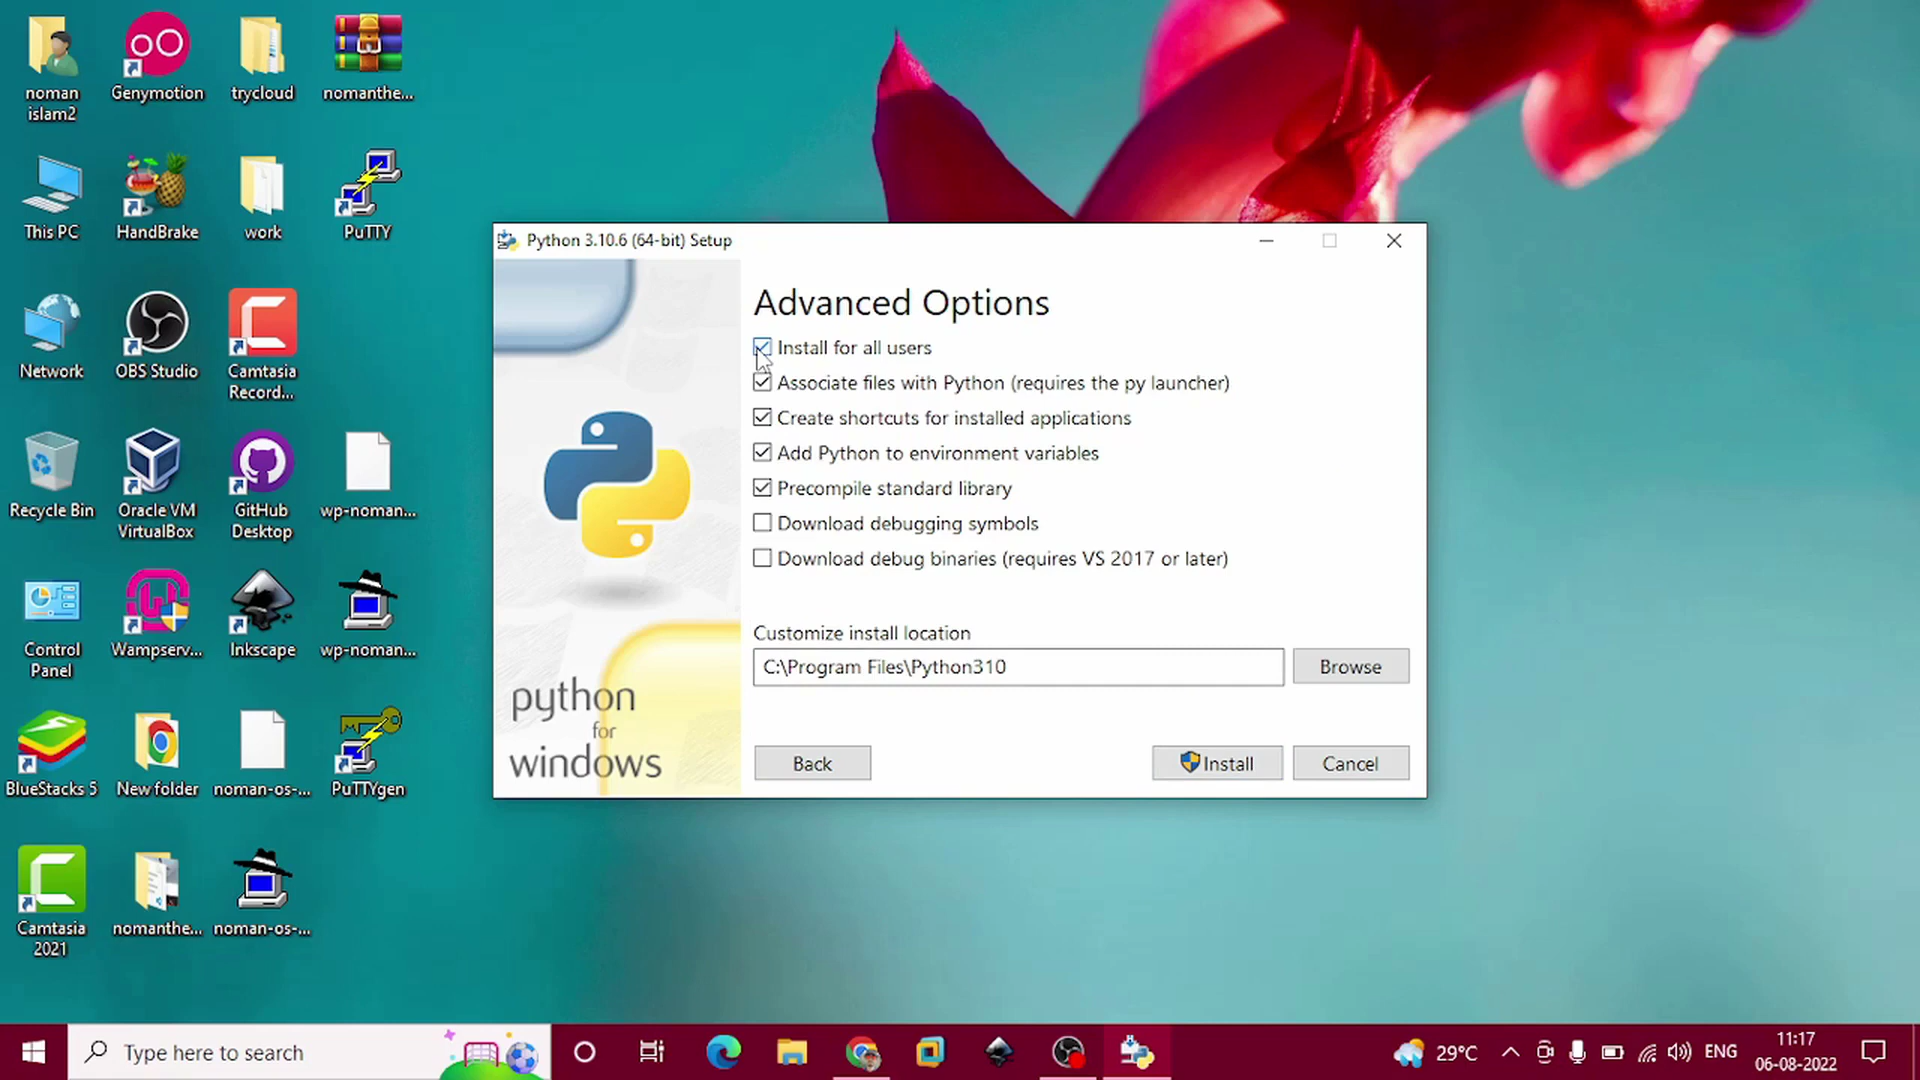 noman
islam2
Genymotion
trycloud
nomanthe...
This PC
HandBrake
work
PuTTY
Network
OBS Studio
Camtasia
Record...
Recycle Bin
Oracle VM
VirtualBox
GitHub
Desktop
wp-noman...
Control
Panel
Wampserv...
Inkscape
wp-noman...
BlueStacks 5
New folder
noman-os-...
PuTTYgen
Camtasia
2021
nomanthe...
noman-os-...
Python 3.10.6 (64-bit) Setup
Advanced Options
Install for all users
Associate files with Python (requires the py launcher)
Create shortcuts for installed applications
Add Python to environment variables
Precompile standard library
Download debugging symbols
Download debug binaries (requires VS 2017 or later)
Customize install location
C:\Program Files\Python310
Browse
python
for
windows
Back
Install
Cancel
Type here to search
29°C
ENG
11:17
06-08-2022